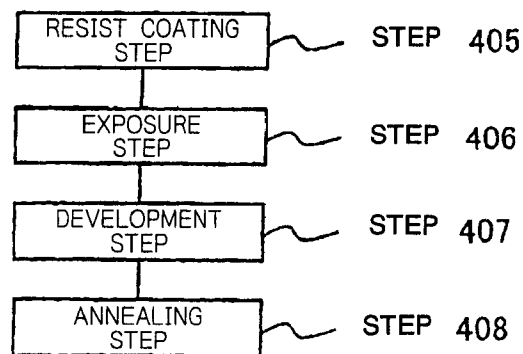 RESIST COATING
STEP
STEP 405
EXPOSURE
STEP
STEP 406
DEVELOPMENT
STEP
STEP 407
ANNEALING
STEP
STEP 408